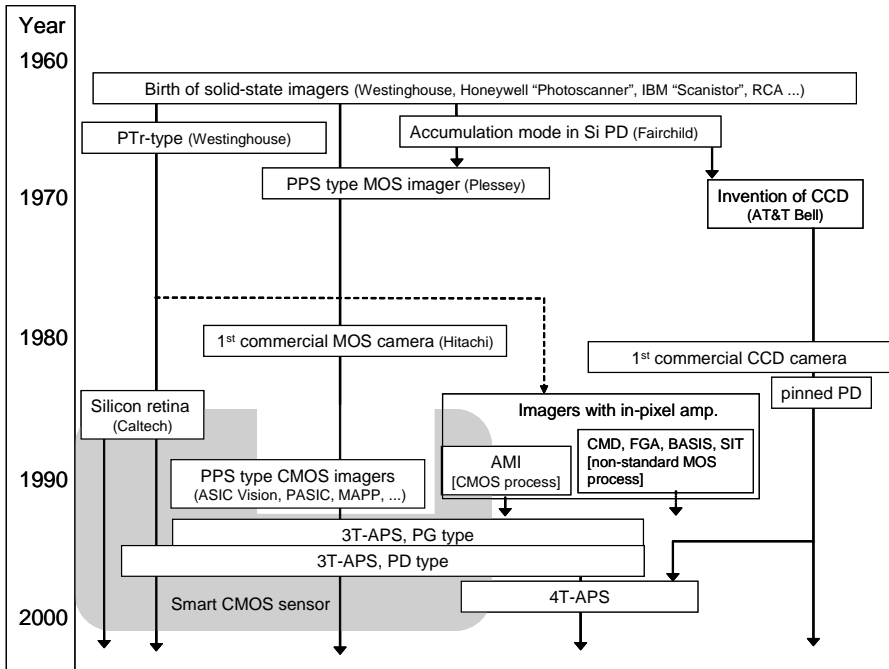 Year
1960
Birth of solid-state imagers (Westinghouse, Honeywell “Photoscanner”, IBM “Scanistor”, RCA ...)
PTr-type (Westinghouse)
Accumulation mode in Si PD (Fairchild)
PPS type MOS imager (Plessey)
1970
Invention of CCD
(AT&T Bell)
1980
1st commercial MOS camera (Hitachi)
1st commercial CCD camera
pinned PD
Silicon retina
(Caltech)
Imagers with in-pixel amp.
CMD, FGA, BASIS, SIT
[non-standard MOS
process]
AMI
[CMOS process]
1990
PPS type CMOS imagers
(ASIC Vision, PASIC, MAPP, ...)
3T-APS, PG type
3T-APS, PD type
4T-APS
Smart CMOS sensor
2000